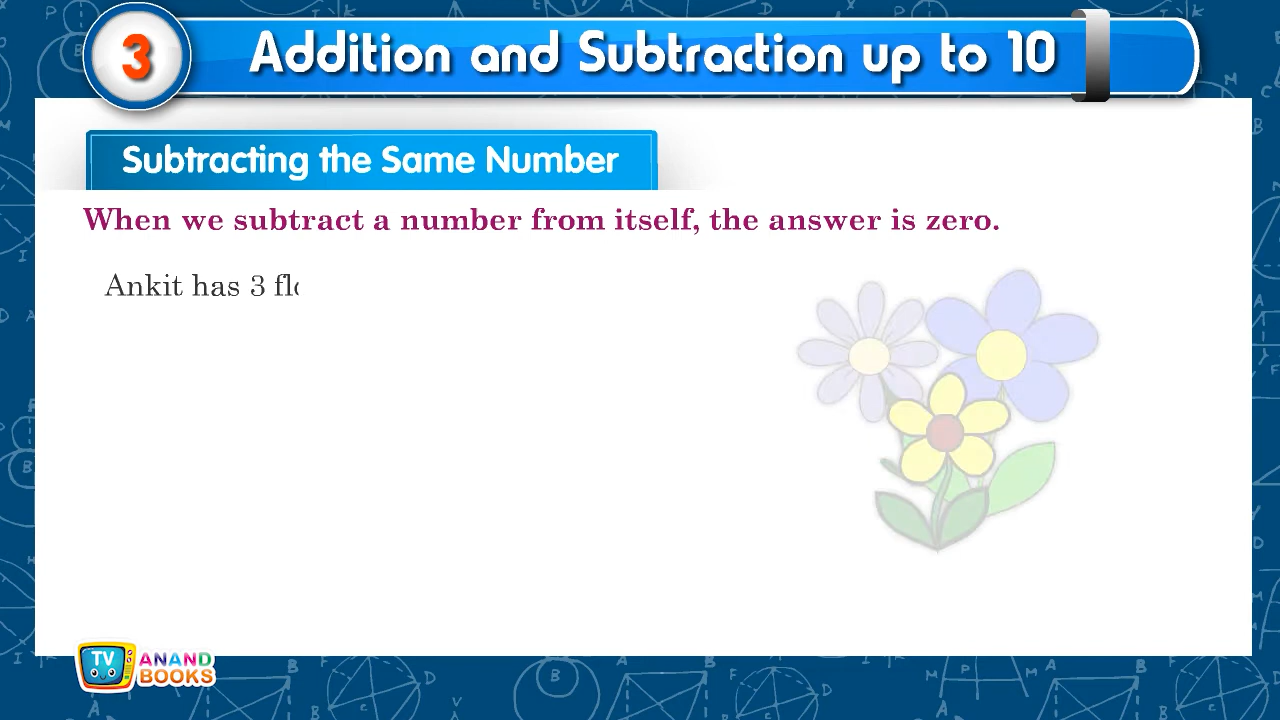 3
Addition and Subtraction up to 10
Subtracting the Same Number
When we subtract a number from itself, the answer is zero.
Ankit has 3
TV
ANAND
BOOKS